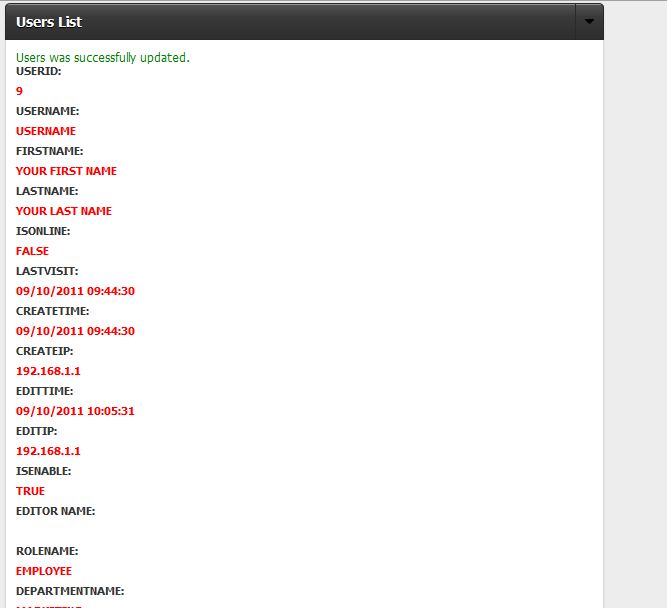 Users List
Users was successfully updated.
USERID:
9
USERNAME:
USERNAME
FIRSTNAME:
YOUR FIRST NAME
LASTNAME:
YOUR LAST NAME
ISONLINE:
FALSE
LASTVISIT:
09/10/2011 09:44:30
CREATETIME:
09/10/2011 09:44:30
CREATEIP:
192.168.1.1
EDITTIME:
09/10/2011 10:05:31
EDITIP:
192.168.1.1
ISENABLE:
TRUE
EDITOR NAME:
ROLENAME:
EMPLOYEE
DEPARTMENTNAME: